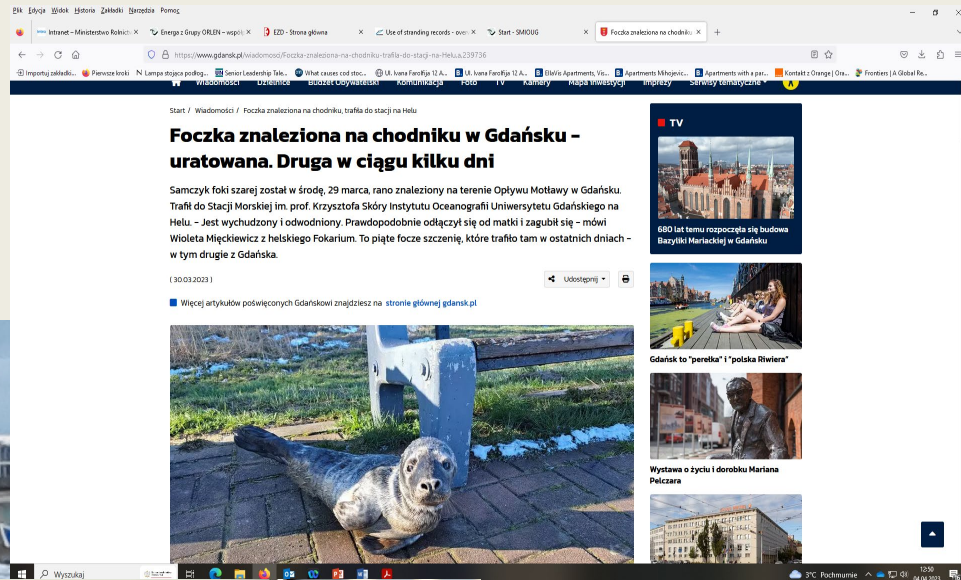 Plik Edycja Widok Historia Zakładki Narzędzia Pomoc
Intranet – Ministerstwo Rolnict
Energa z Grupy ORLEN – współp
EZD - Strona główna
Use of stranding records - over
Start - SMIOUG
Foczka znaleziona na chodniku
https://www.gdansk.pl/wiadomosci/Foczka-znaleziona-na-chodniku-trafila-do-stacji-na-Helu,a,239736
Importuj zakładki... Pierwsze kroki Lampa stojąca podłog... Senior Leadership Tale... What causes cod stoc... Ul. Ivana Farolfija 12 A... Ul. Ivana Farolfija 12 A... ElaVis Apartments, Vis... Apartments Mihojevic... Apartments with a par... Kontakt z Orange | Ora... Frontiers | A Global Re...
Wiadomości Dzielnice Budżet Obywatelski Komunikacja Foto TV Kamery Mapa Inwestycji Imprezy Serwisy tematyczne
Start / Wiadomości / Foczka znaleziona na chodniku, trafiła do stacji na Helu
Foczka znaleziona na chodniku w Gdańsku -
uratowana. Druga w ciągu kilku dni
Samczyk foki szarej został w środę, 29 marca, rano znaleziony na terenie Opływu Motławy w Gdańsku.
Trafił do Stacji Morskiej im. prof. Krzysztofa Skóry Instytutu Oceanografii Uniwersytetu Gdańskiego na
Helu. - Jest wychudzony i odwodniony. Prawdopodobnie odłączył się od matki i zagubił się - mówi
Wioleta Mięckiewicz z helskiego Fokarium. To piąte focze szczenię, które trafiło tam w ostatnich dniach -
w tym drugie z Gdańska.
( 30.03.2023 )
Udostępnij
Więcej artykułów poświęconych Gdańskowi znajdziesz na stronie głównej gdansk.pl
TV
680 lat temu rozpoczęła się budowa
Bazyliki Mariackiej w Gdańsku
Gdańsk to "perełka" i "polska Riwiera"
Wystawa o życiu i dorobku Mariana
Pelczara
Wyszukaj
3°C Pochmurnie
12:50
04.04.2023